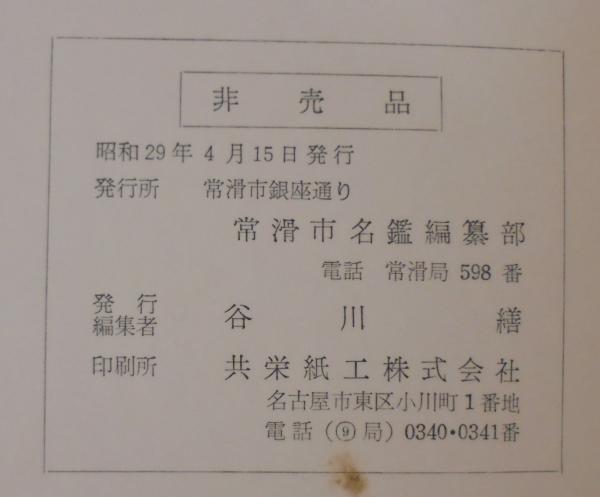 非売品
昭和29年4月15日発行
発行所 常滑市銀座通り
常滑市名鑑編纂部
電話 常滑局 598 番
発行
編集者 谷川繕
印刷所 共栄紙工株式会社
名古屋市東区小川町1番地
電話(⑨局)0340・0341番